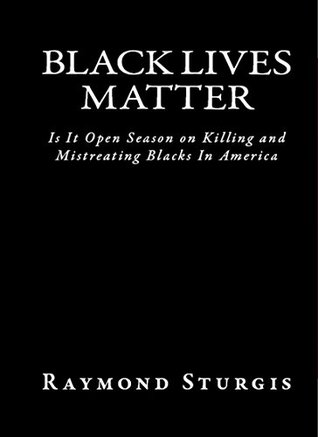 BLACK LIVES
MATTER
Is It Open Season on Killing and
Mistreating Blacks In America
RAYMOND STURGIS